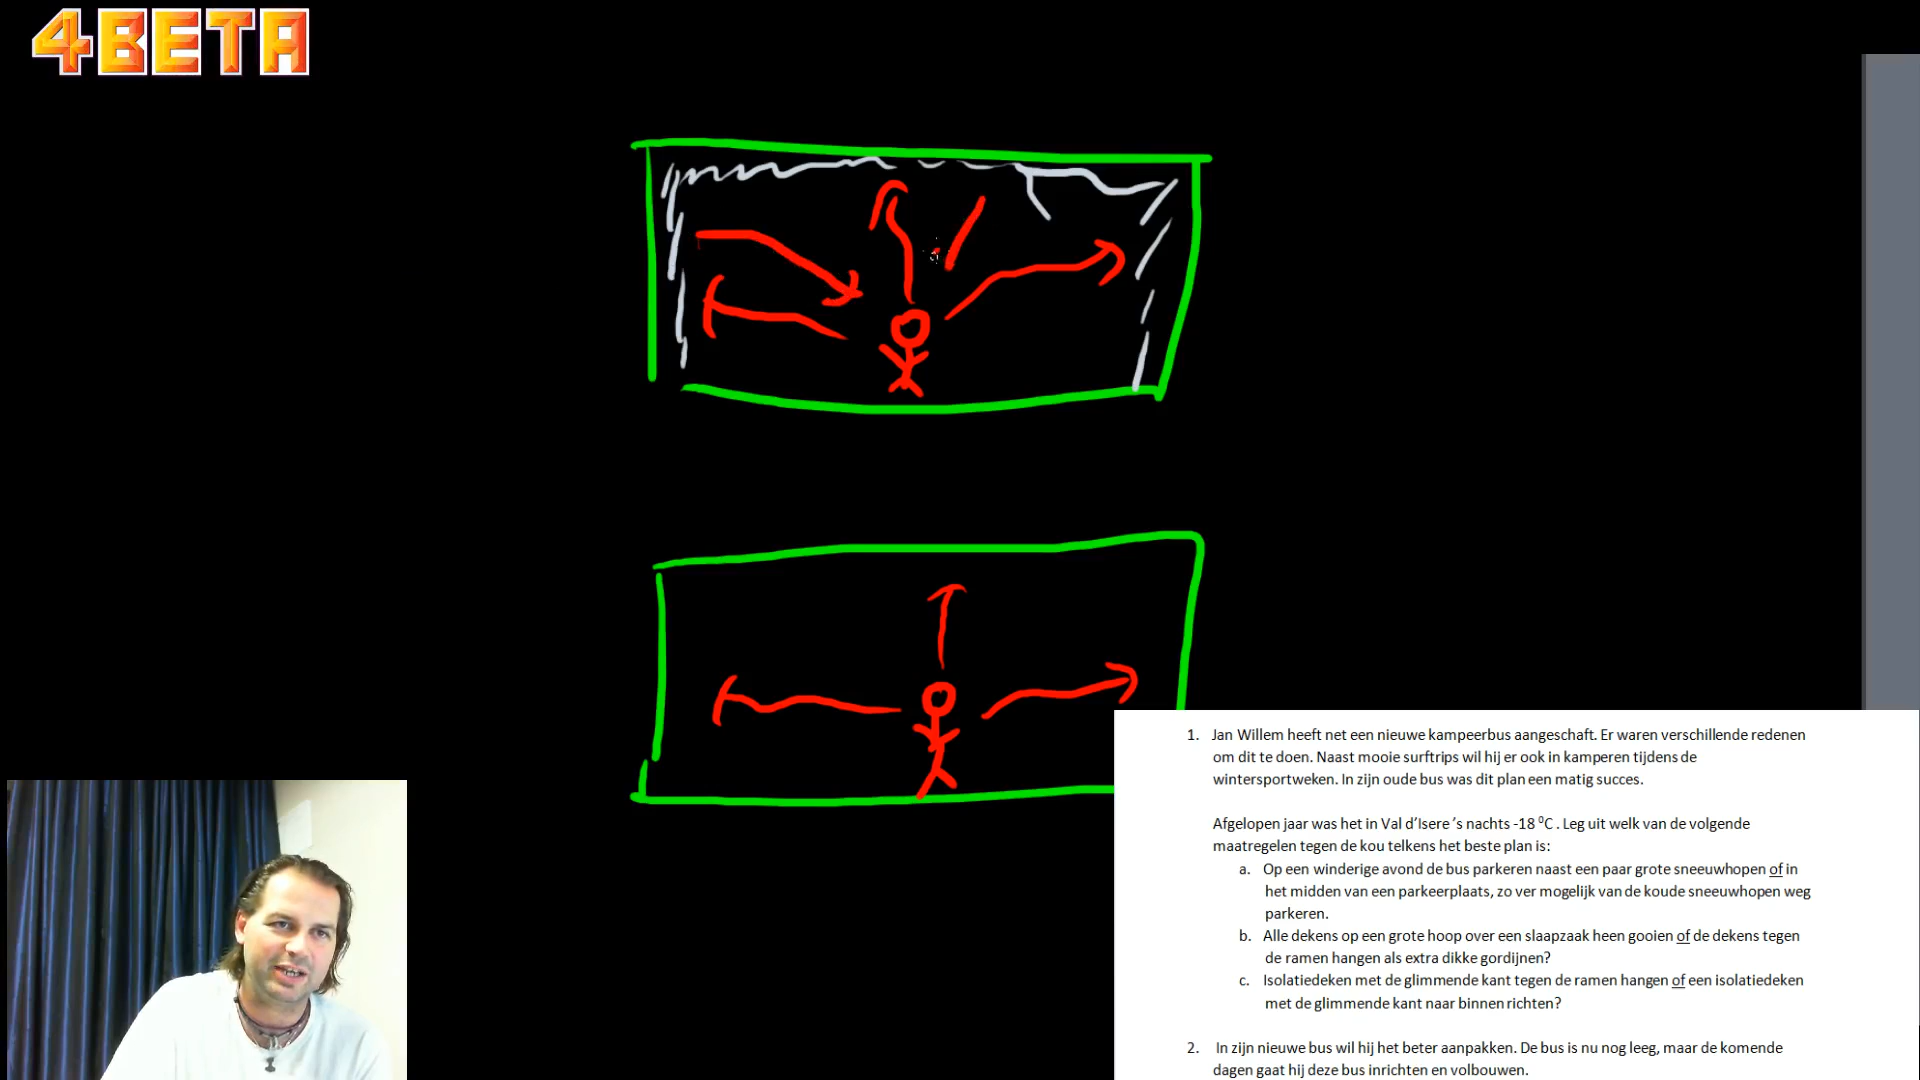 4BETA
1. Jan Willem heeft net een nieuwe kampeerbus aangeschaft. Er waren verschillende redenen
om dit te doen. Naast mooie surftrips wil hij er ook in kamperen tijdens de
wintersportweken. In zijn oude bus was dit plan een matig succes.
Afgelopen jaar was het in Val d'Isere 's nachts -18 ⁰C . Leg uit welk van de volgende
maatregelen tegen de kou telkens het beste plan is:
a. Op een winderige avond de bus parkeren naast een paar grote sneeuwhopen of in
het midden van een parkeerplaats, zo ver mogelijk van de koude sneeuwhopen weg
parkeren.
b. Alle dekens op een grote hoop over een slaapzaak heen gooien of de dekens tegen
de ramen hangen als extra dikke gordijnen?
c. Isolatiedeken met de glimmende kant tegen de ramen hangen of een isolatiedeken
met de glimmende kant naar binnen richten?
2. In zijn nieuwe bus wil hij het beter aanpakken. De bus is nu nog leeg, maar de komende
dagen gaat hij deze bus inrichten en volbouwen.